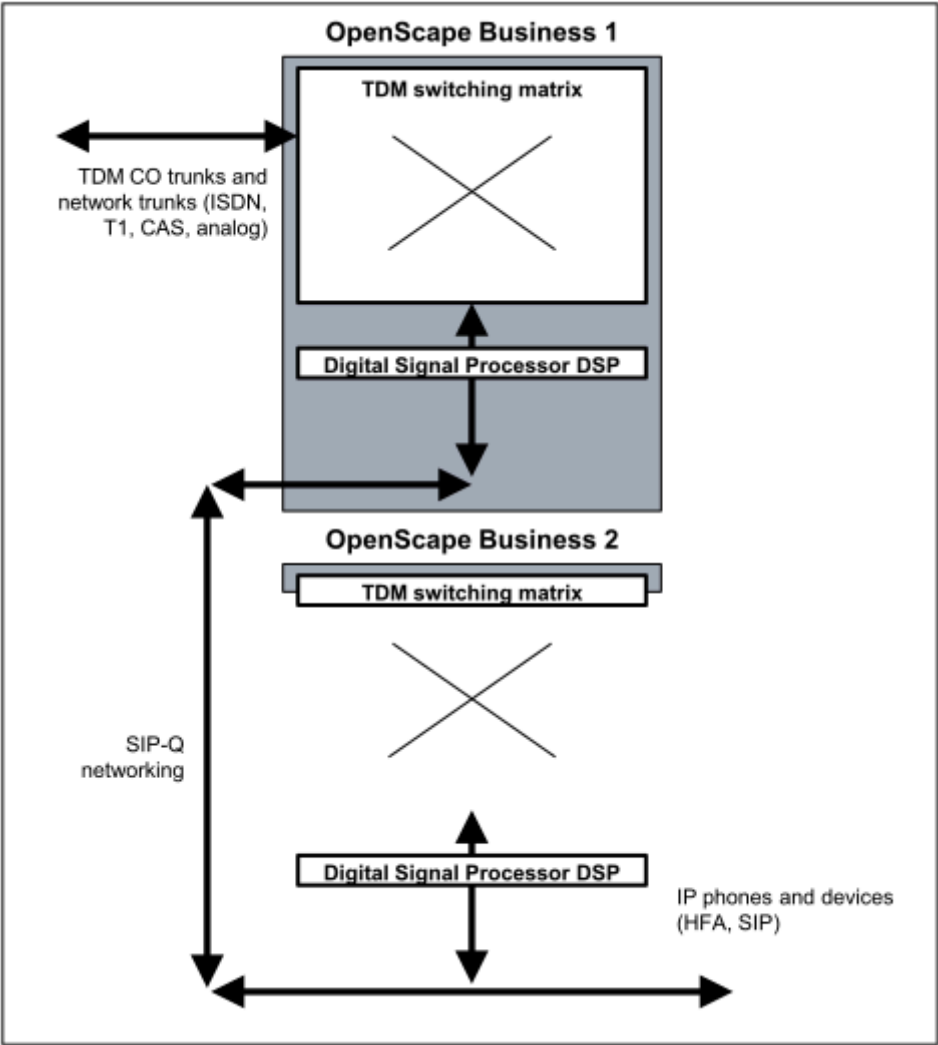 OpenScape Business 1
TDM switching matrix
TDM CO trunks and
network trunks (ISDN,
T1, CAS, analog)
Digital Signal Processor DSP
OpenScape Business 2
TDM switching matrix
SIP-Q
networking
Digital Signal Processor DSP
IP phones and devices
(HFA, SIP)